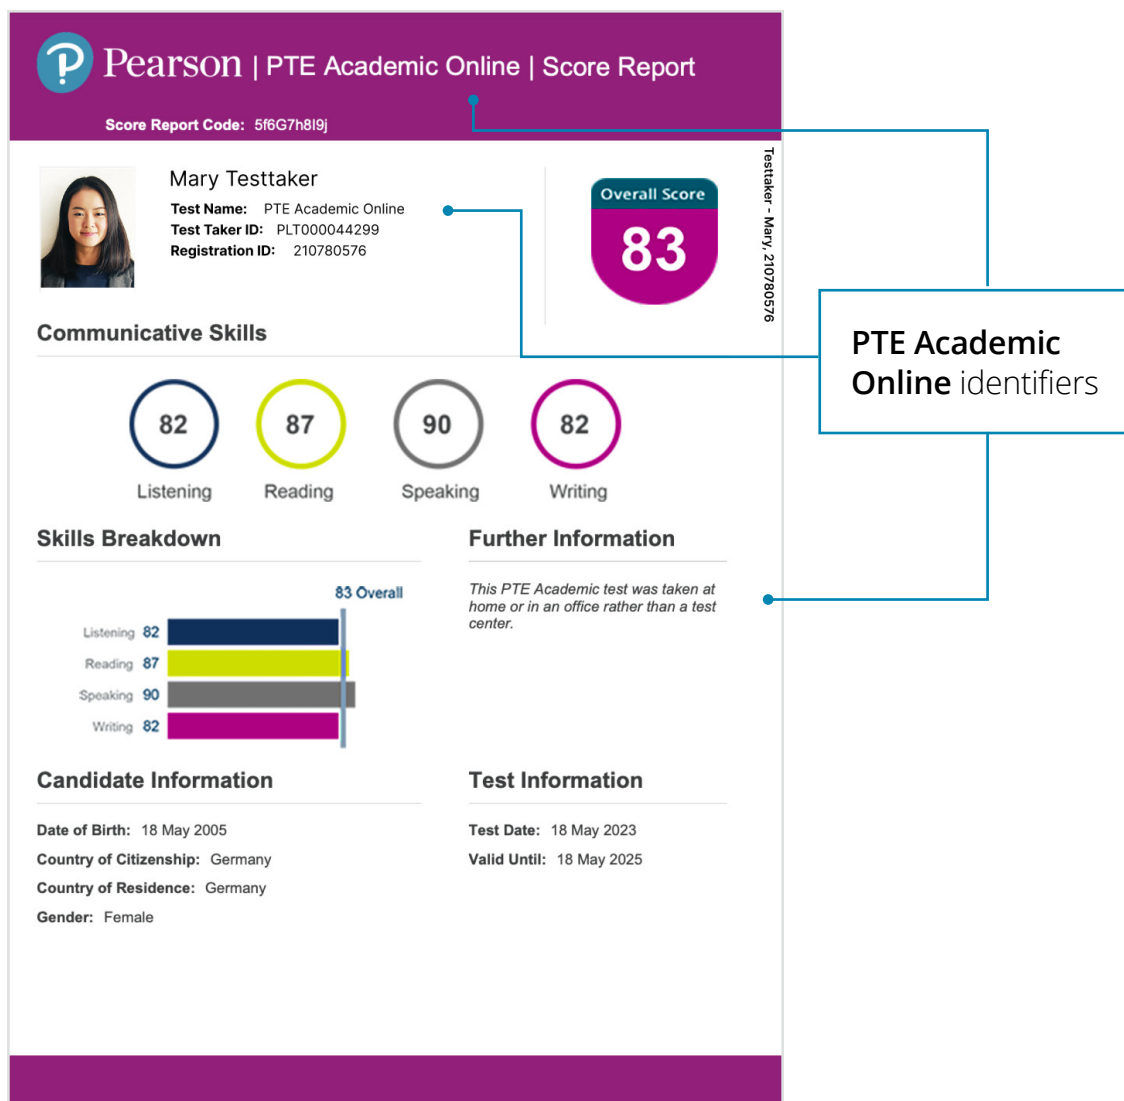 Pearson | PTE Academic Online | Score Report
Score Report Code: 5f6G7h8I9j
Mary Testtaker
Test Name: PTE Academic Online
Test Taker ID: PLT000044299
Registration ID: 210780576
Overall Score
83
Testtaker - Mary, 210780576
PTE Academic
Online identifiers
Communicative Skills
82 87 90 82
Listening Reading Speaking Writing
Skills Breakdown
83 Overall
Listening 82
Reading 87
Speaking 90
Writing 82
Further Information
This PTE Academic test was taken at
home or in an office rather than a test
center.
Candidate Information
Date of Birth: 18 May 2005
Country of Citizenship: Germany
Country of Residence: Germany
Gender: Female
Test Information
Test Date: 18 May 2023
Valid Until: 18 May 2025